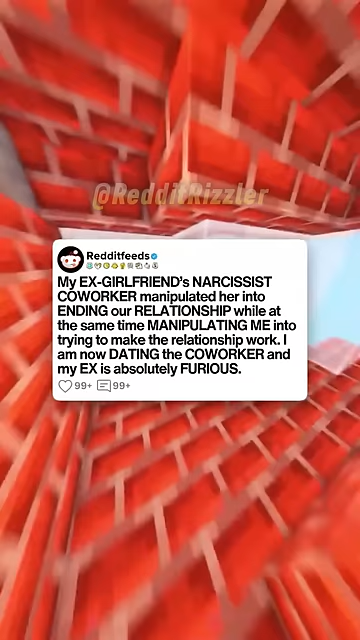 @RedditRizzler
Redditfeeds
My EX-GIRLFRIEND's NARCISSIST
COWORKER manipulated her into
ENDING our RELATIONSHIP while at
the same time MANIPULATING ME into
trying to make the relationship work. I
am now DATING the COWORKER and
my EX is absolutely FURIOUS.
99+ 99+